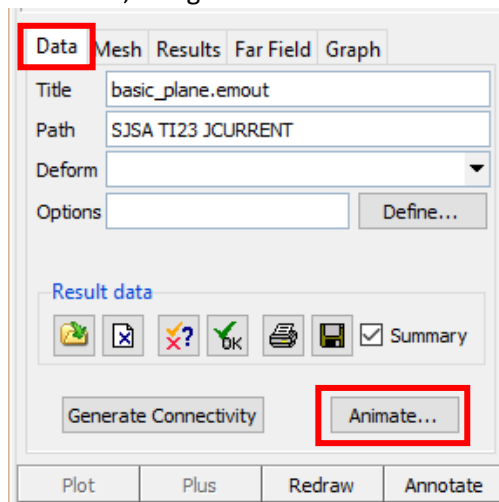 Data Mesh Results Far Field Graph
Title basic_plane.emout
Path SJSA TI23 JCURRENT
Deform
Options Define...
Result data
OK Summary
Generate Connectivity Animate...
Plot Plus Redraw Annotate